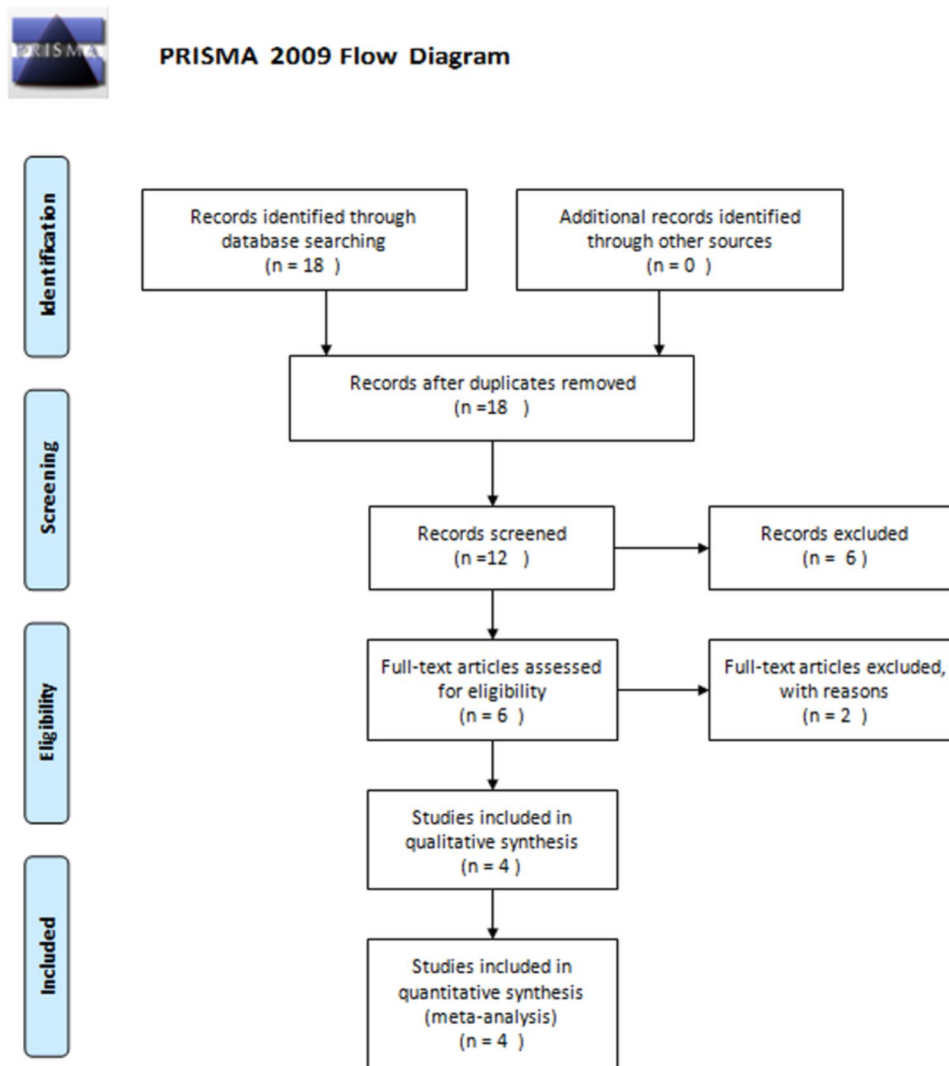 PRISMA
PRISMA 2009 Flow Diagram
Identification
Records identified through
database searching
(n = 18 )
Additional records identified
through other sources
(n = 0 )
Screening
Records after duplicates removed
(n =18 )
Records screened
(n =12 )
Records excluded
(n = 6 )
Eligibility
Full-text articles assessed
for eligibility
(n = 6 )
Full-text articles excluded,
with reasons
(n = 2 )
Studies included in
qualitative synthesis
(n = 4 )
Included
Studies included in
quantitative synthesis
(meta-analysis)
(n = 4 )